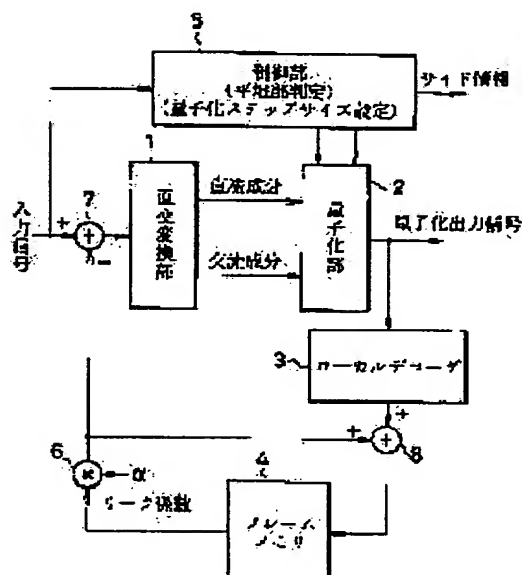 5
制御部
(平坦部判定)
(量子化ステップサイズ設定)
サイド情報
1
7
入力信号
+
+
−
直交変換部
直流成分
交流成分
2
量子化部
量子化出力信号
3
ローカルデコーダ
+
+
+
8
6
×
α
リーク係数
4
フレームメモリ